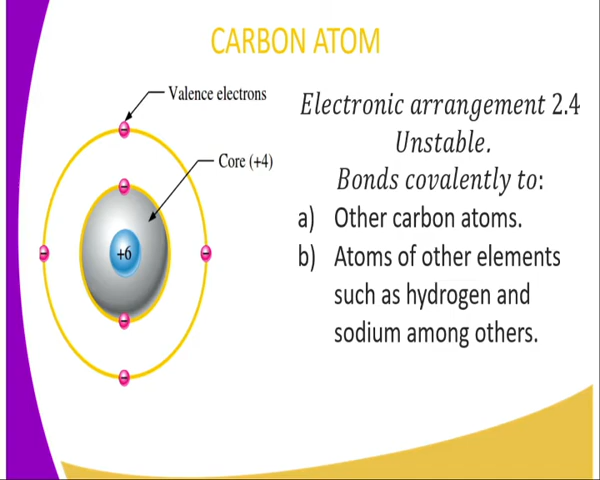 CARBON ATOM
Valence electrons
Core (+4)
+6
−
−
−
−
−
−
Electronic arrangement 2.4
Unstable.
Bonds covalently to:
a) Other carbon atoms.
b) Atoms of other elements
such as hydrogen and
sodium among others.